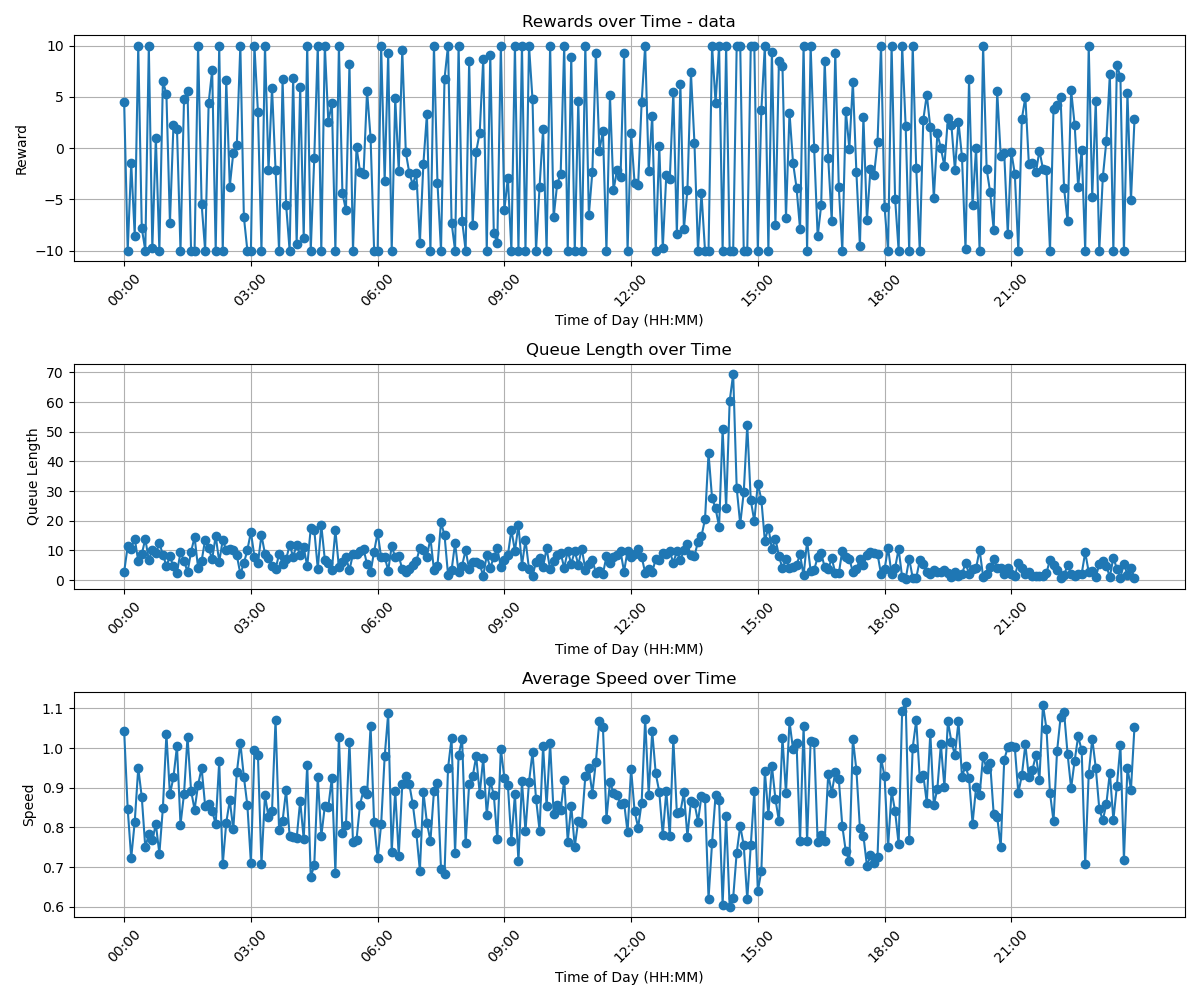 Rewards over Time - data
10
5
0
−5
−10
Reward
00:00 03:00 06:00 09:00 12:00 15:00 18:00 21:00
Time of Day (HH:MM)
Queue Length over Time
70
60
50
40
30
20
10
0
Queue Length
00:00 03:00 06:00 09:00 12:00 15:00 18:00 21:00
Time of Day (HH:MM)
Average Speed over Time
1.1
1.0
0.9
0.8
0.7
0.6
Speed
00:00 03:00 06:00 09:00 12:00 15:00 18:00 21:00
Time of Day (HH:MM)